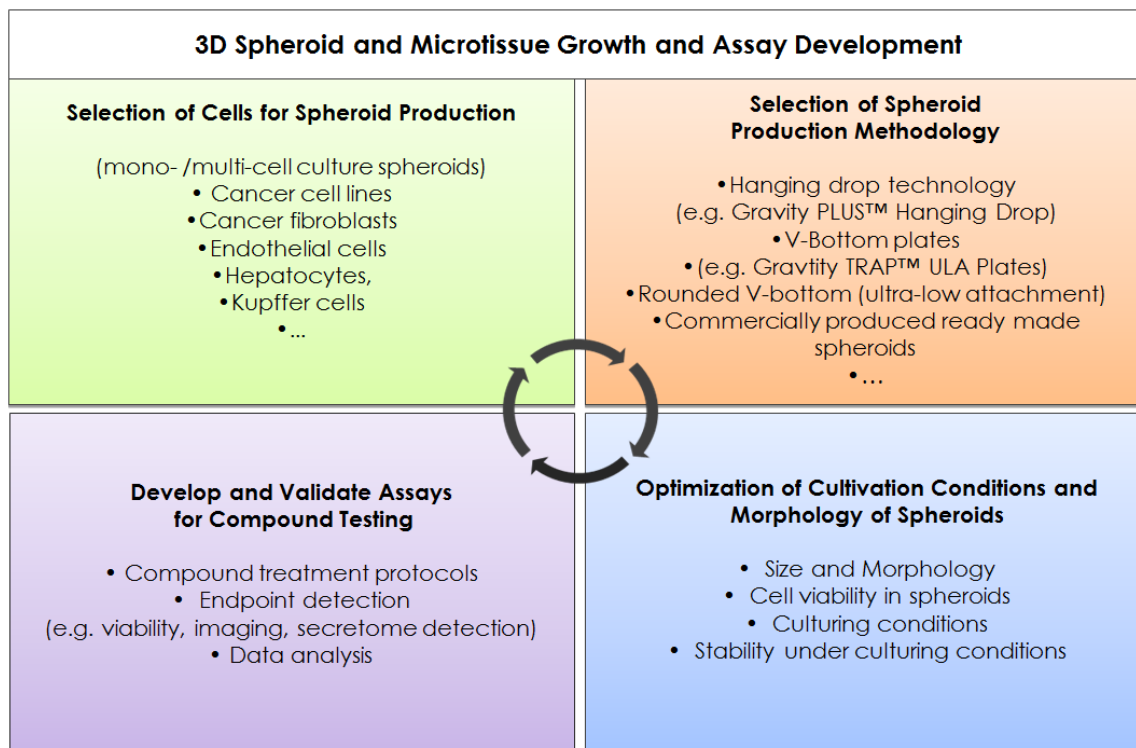 3D Spheroid and Microtissue Growth and Assay Development
Selection of Cells for Spheroid Production
(mono- /multi-cell culture spheroids)
• Cancer cell lines
•Cancer fibroblasts
•Endothelial cells
•Hepatocytes,
•Kupffer cells
•...
Selection of Spheroid
Production Methodology
•Hanging drop technology
(e.g. Gravity PLUS™ Hanging Drop)
•V-Bottom plates
•(e.g. Gravtity TRAP™ ULA Plates)
•Rounded V-bottom (ultra-low attachment)
•Commercially produced ready made
spheroids
•...
Develop and Validate Assays
for Compound Testing
• Compound treatment protocols
• Endpoint detection
(e.g. viability, imaging, secretome detection)
• Data analysis
Optimization of Cultivation Conditions and
Morphology of Spheroids
• Size and Morphology
• Cell viability in spheroids
• Culturing conditions
• Stability under culturing conditions